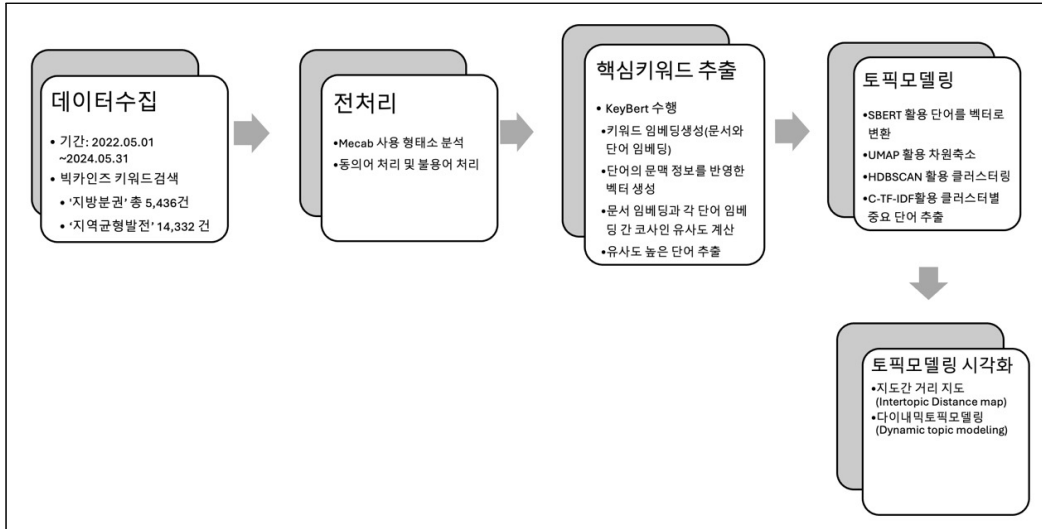 데이터수집
• 기간: 2022.05.01
~2024.05.31
• 빅카인즈 키워드검색
• ‘지방분권’ 총 5,436건
• ‘지역균형발전’ 14,332 건
전처리
•Mecab 사용 형태소 분석
•동의어 처리 및 불용어 처리
핵심키워드 추출
• KeyBert 수행
•키워드 임베딩생성(문서와
단어 임베딩)
•단어의 문맥 정보를 반영한
벡터 생성
•문서 임베딩과 각 단어 임베
딩 간 코사인 유사도 계산
•유사도 높은 단어 추출
토픽모델링
•SBERT 활용 단어를 벡터로
변환
•UMAP 활용 차원축소
•HDBSCAN 활용 클러스터링
•C-TF-IDF활용 클러스터별
중요 단어 추출
토픽모델링 시각화
•지도간 거리 지도
(Intertopic Distance map)
•다이내믹토픽모델링
(Dynamic topic modeling)